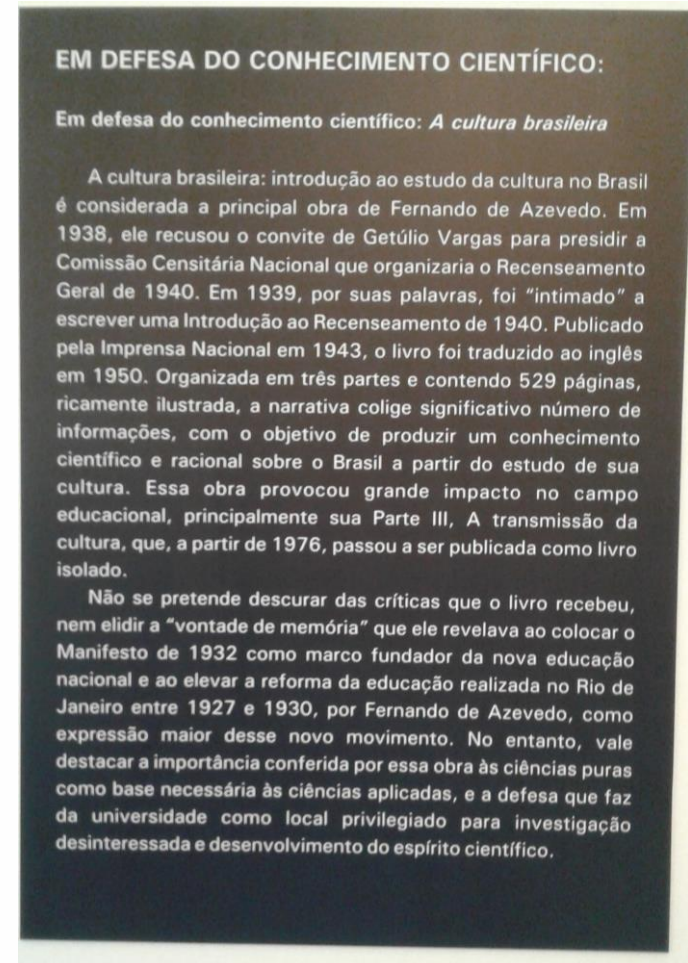 EM DEFESA DO CONHECIMENTO CIENTÍFICO:
Em defesa do conhecimento científico: A cultura brasileira
A cultura brasileira: introdução ao estudo da cultura no Brasil
é considerada a principal obra de Fernando de Azevedo. Em
1938, ele recusou o convite de Getúlio Vargas para presidir a
Comissão Censitária Nacional que organizaria o Recenseamento
Geral de 1940. Em 1939, por suas palavras, foi “intimado” a
escrever uma Introdução ao Recenseamento de 1940. Publicado
pela Imprensa Nacional em 1943, o livro foi traduzido ao inglês
em 1950. Organizada em três partes e contendo 529 páginas,
ricamente ilustrada, a narrativa colige significativo número de
informações, com o objetivo de produzir um conhecimento
científico e racional sobre o Brasil a partir do estudo de sua
cultura. Essa obra provocou grande impacto no campo
educacional, principalmente sua Parte III, A transmissão da
cultura, que, a partir de 1976, passou a ser publicada como livro
isolado.
Não se pretende descurar das críticas que o livro recebeu,
nem elidir a “vontade de memória” que ele revelava ao colocar o
Manifesto de 1932 como marco fundador da nova educação
nacional e ao elevar a reforma da educação realizada no Rio de
Janeiro entre 1927 e 1930, por Fernando de Azevedo, como
expressão maior desse novo movimento. No entanto, vale
destacar a importância conferida por essa obra às ciências puras
como base necessária às ciências aplicadas, e a defesa que faz
da universidade como local privilegiado para investigação
desinteressada e desenvolvimento do espírito científico.